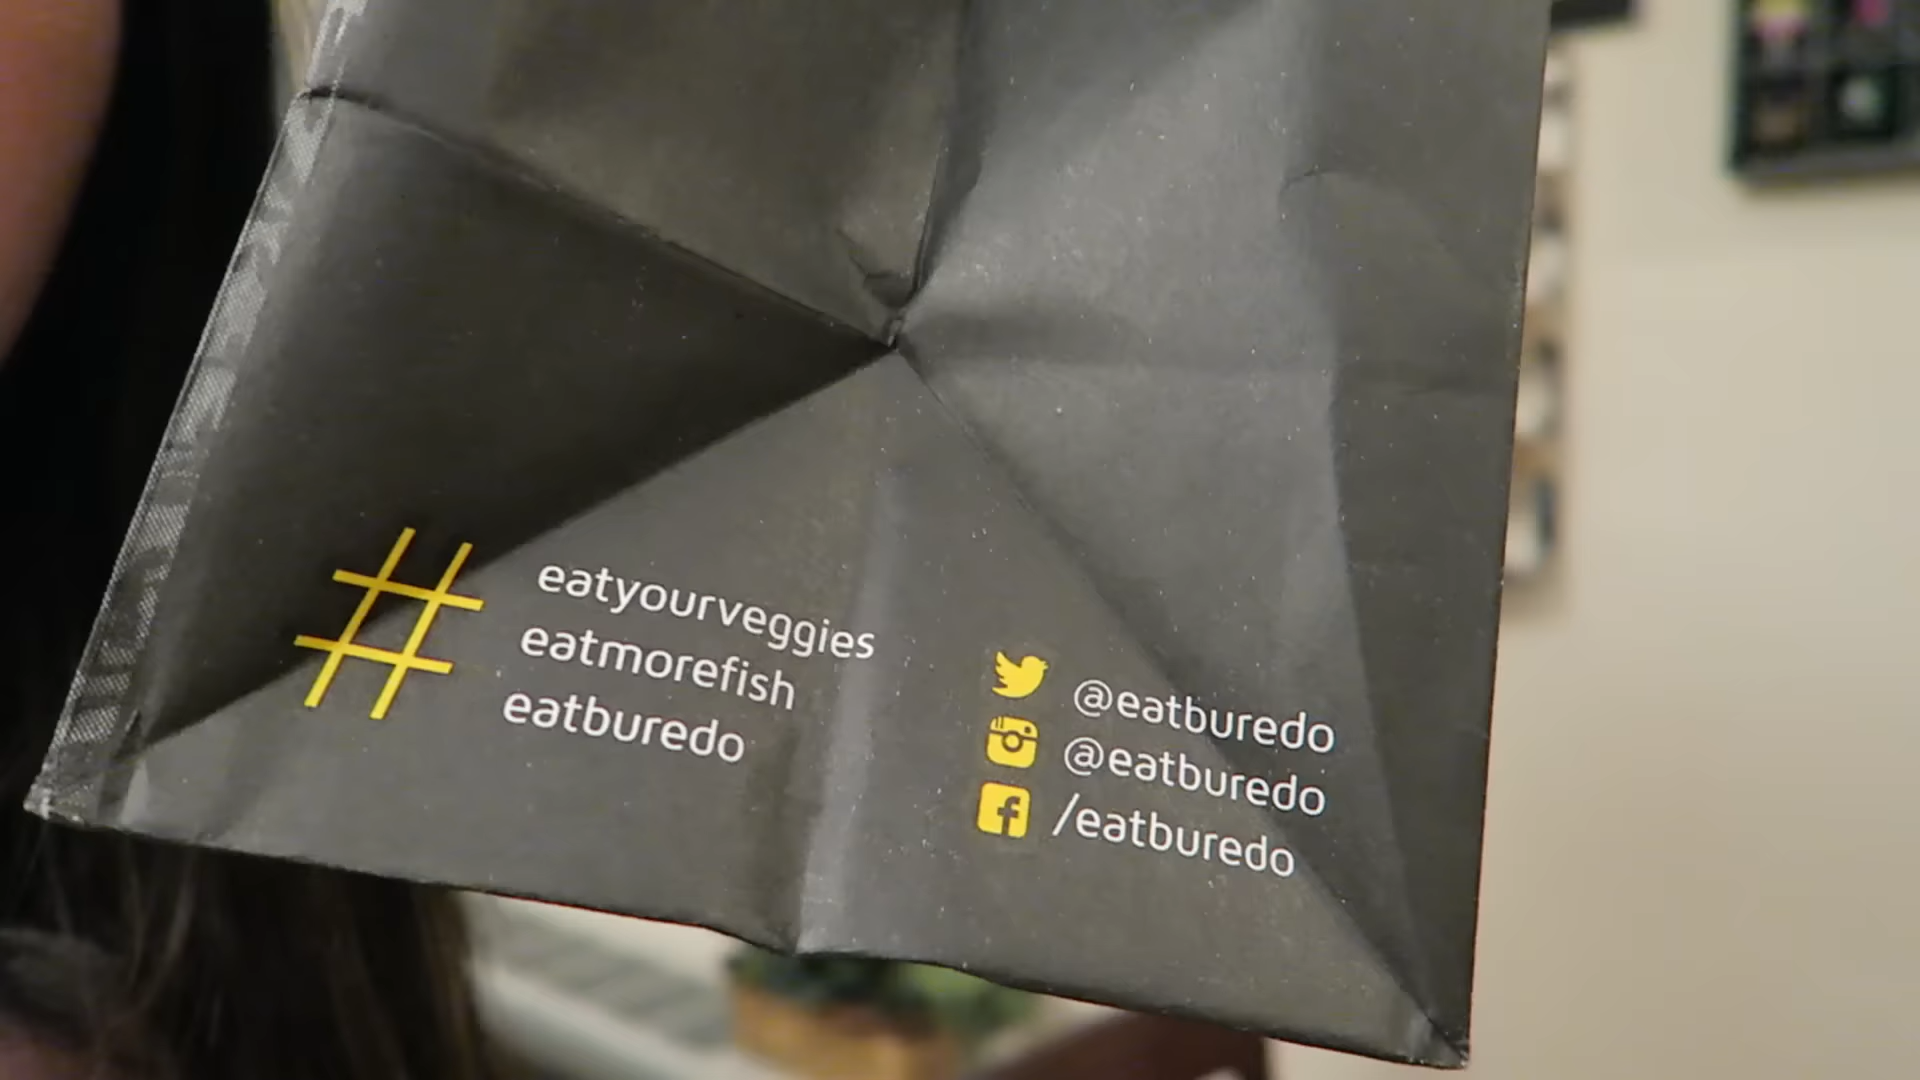 # eatyourveggies
eatmorefish
eatburedo
@eatburedo
@eatburedo
/eatburedo